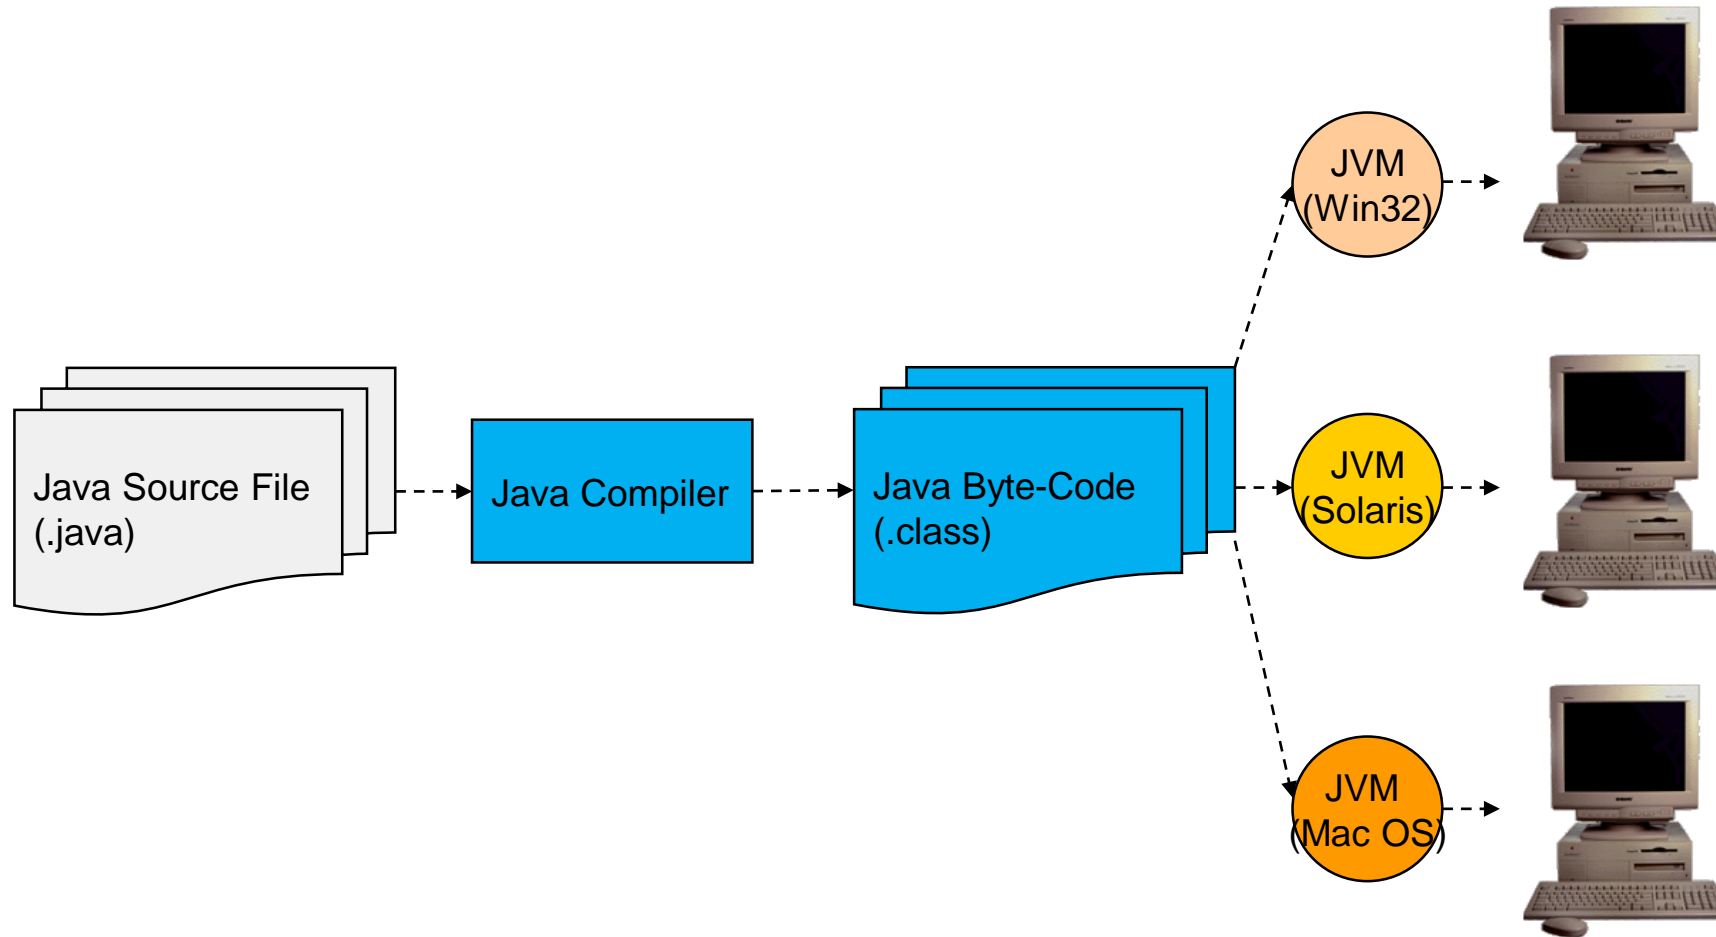 JVM
(Win32)
Java Source File
(.java)
Java Compiler
Java Byte-Code
(.class)
JVM
(Solaris)
JVM
(Mac OS)